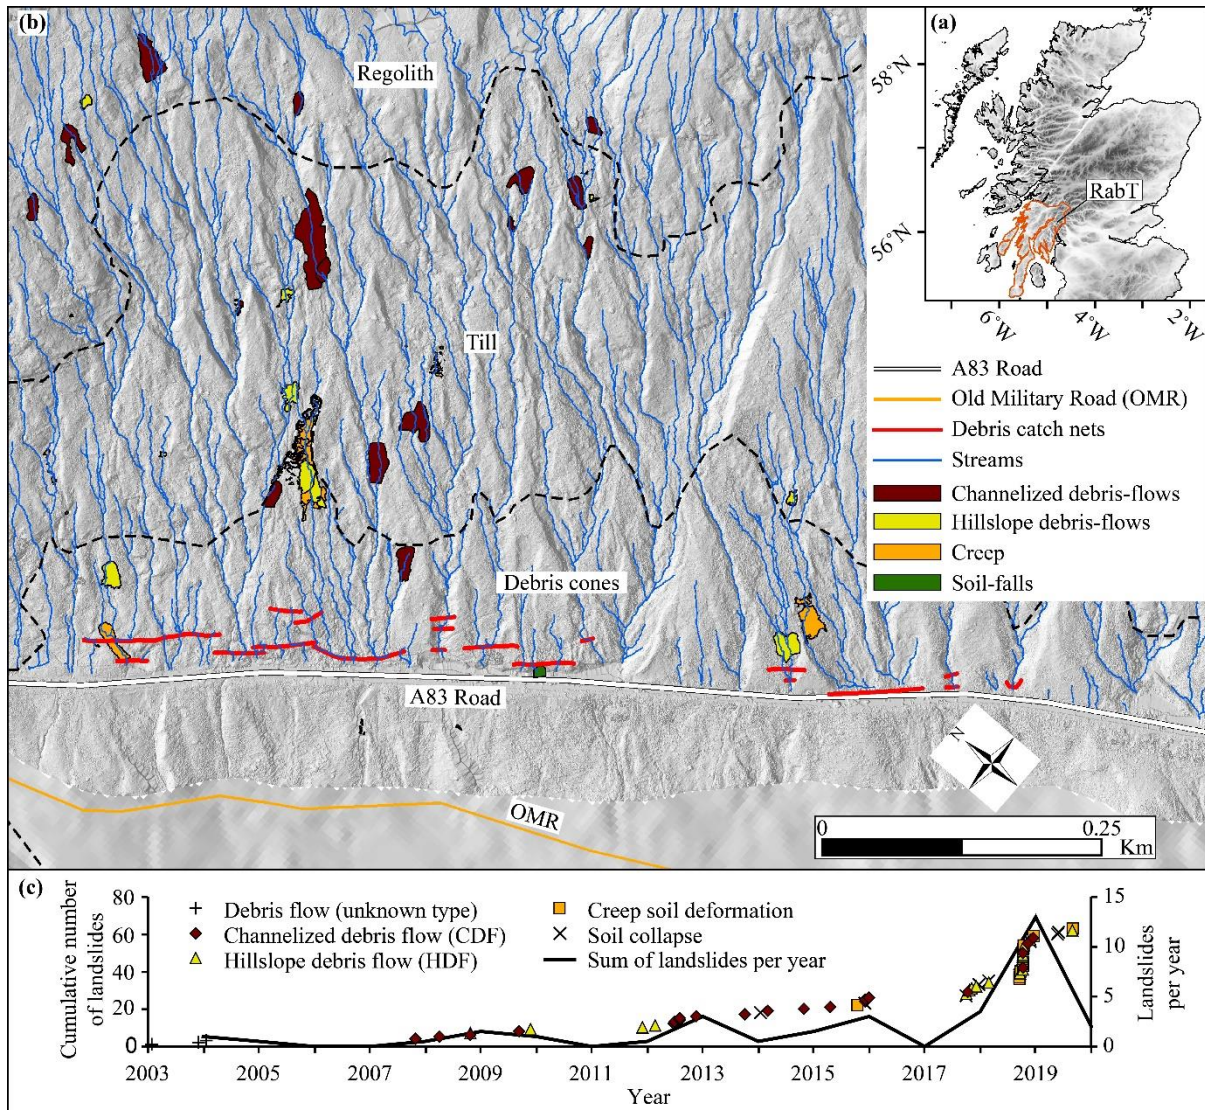 (b)
Regolith
Till
Debris cones
A83 Road
OMR
N
0 0.25
Km
(a)
58°N
56°N
6°W 4°W 2°W
RabT
A83 Road
Old Military Road (OMR)
Debris catch nets
Streams
Channelized debris-flows
Hillslope debris-flows
Creep
Soil-falls
(c)
Cumulative number
of landslides
80
60
40
20
0
Debris flow (unknown type)
Channelized debris flow (CDF)
Hillslope debris flow (HDF)
Creep soil deformation
Soil collapse
Sum of landslides per year
15
10
5
0
Landslides
per year
2003 2005 2007 2009 2011 2013 2015 2017 2019
Year